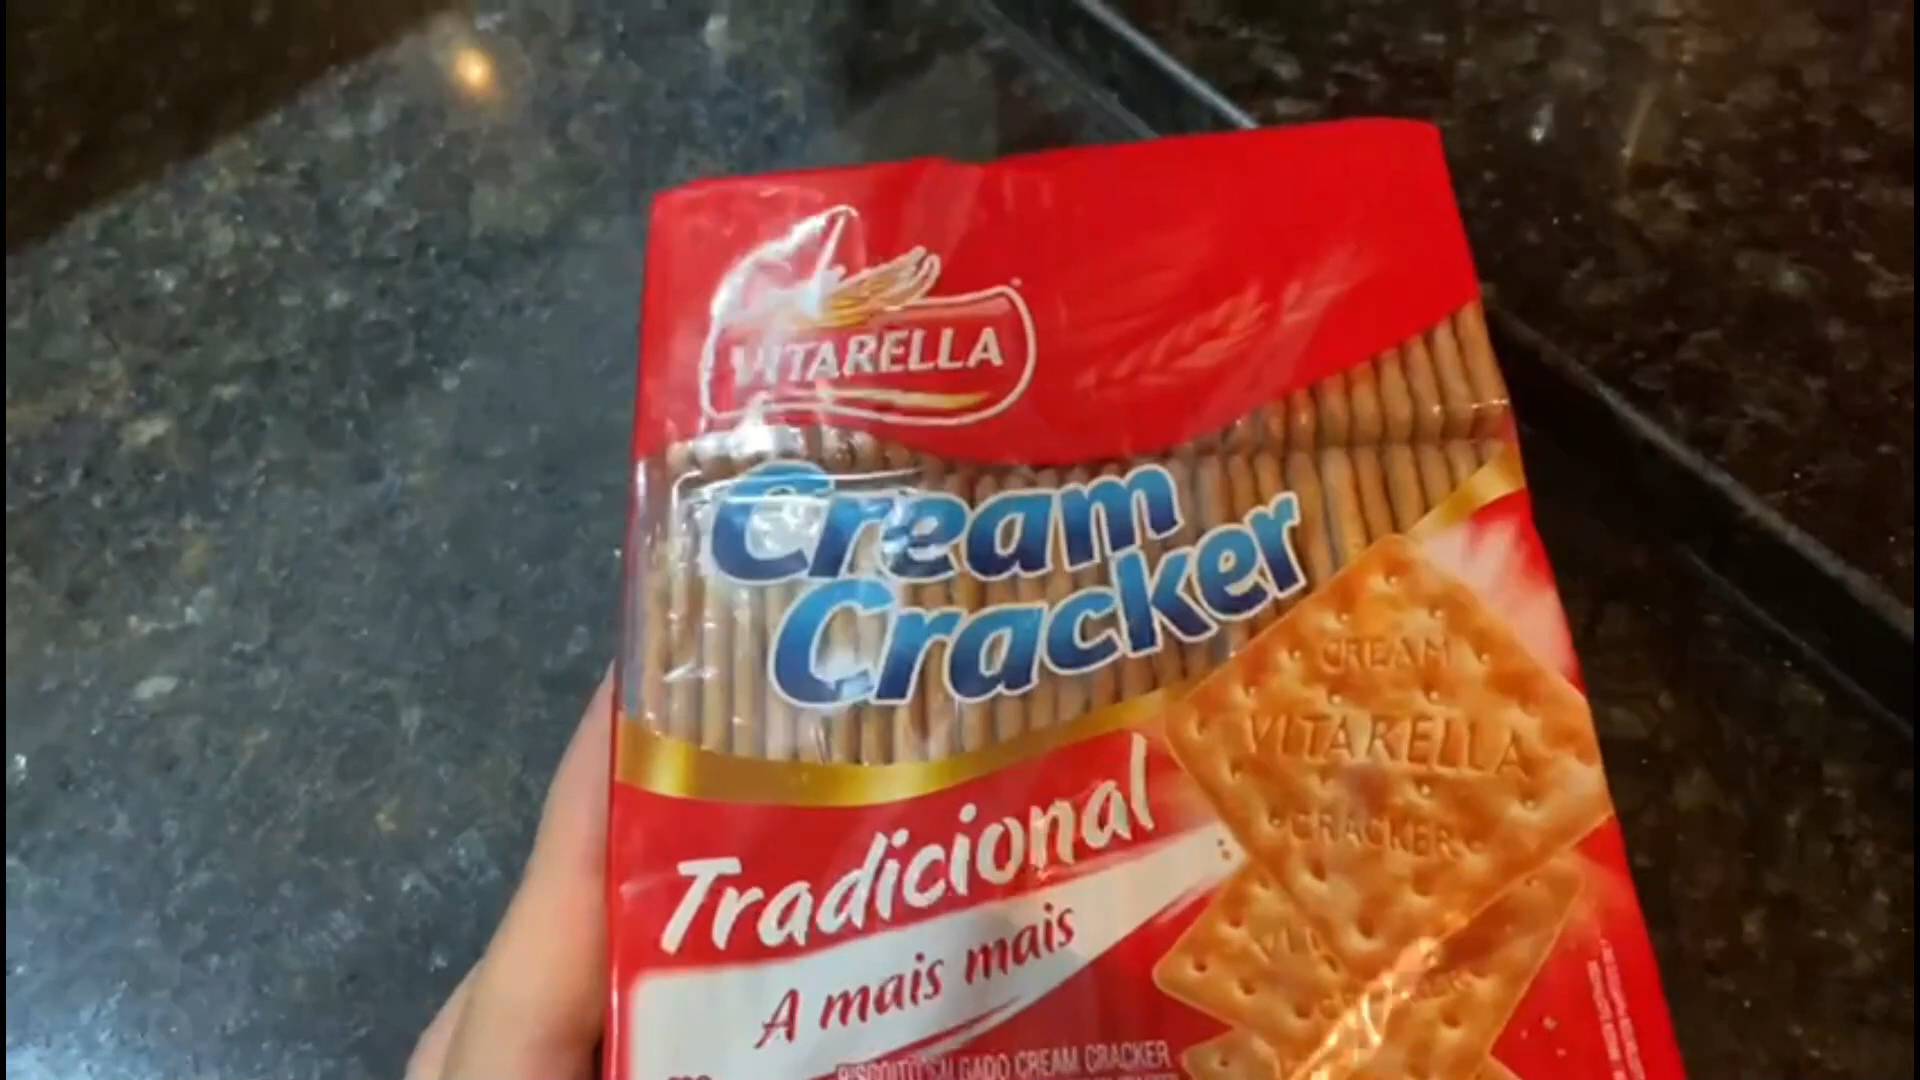 VITARELLA
Cream
Cracker
CREAM
VITARELLA
CRACKER
Tradicional
A mais mais
BISCOITO SALGADO CREAM CRACKER